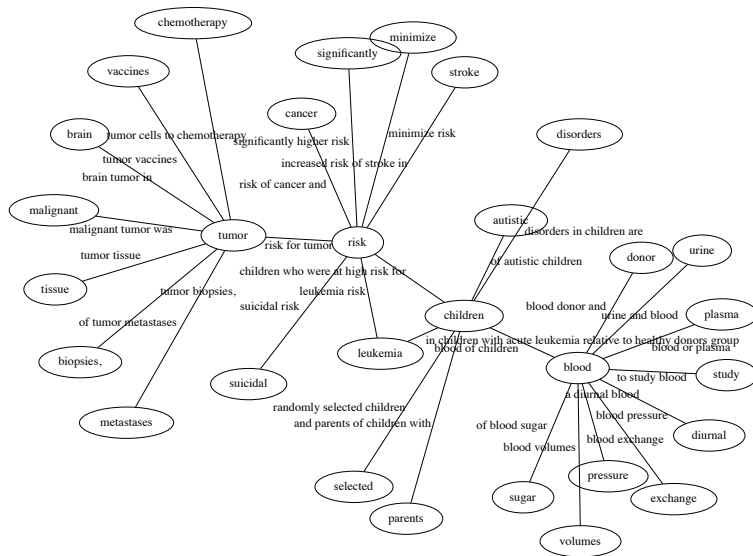 chemotherapy
minimize
significantly
vaccines
stroke
cancer
brain
tumor cells to chemotherapy
disorders
minimize risk
significantly higher risk
tumor vaccines
increased risk of stroke in
brain tumor in
risk of cancer and
malignant
autistic
malignant tumor was
tumor
risk
disorders in children are
risk for tumor
donor
urine
tumor tissue
of autistic children
children who were at high risk for
tissue
tumor biopsies,
leukemia risk
suicidal risk
blood donor and
urine and blood
plasma
children
of tumor metastases
in children with acute leukemia relative to healthy donors group
blood of children
blood or plasma
leukemia
biopsies,
blood
to study blood
study
suicidal
a diurnal blood
randomly selected children
blood pressure
metastases
and parents of children with
of blood sugar
diurnal
blood exchange
blood volumes
pressure
selected
sugar
exchange
parents
volumes